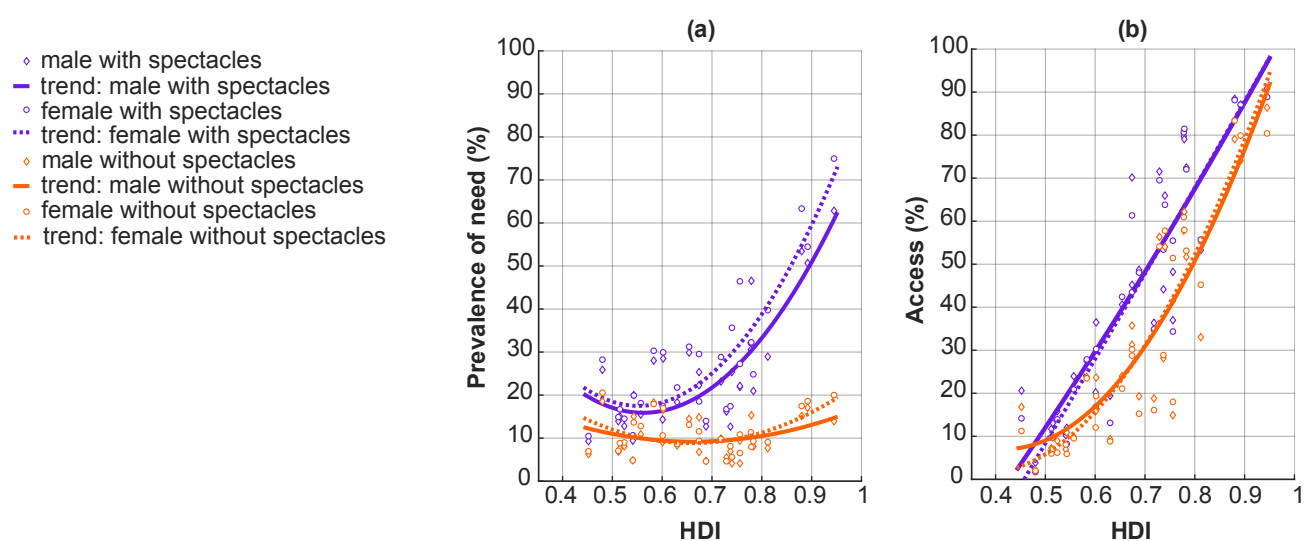 male with spectacles
trend: male with spectacles
female with spectacles
trend: female with spectacles
male without spectacles
trend: male without spectacles
female without spectacles
trend: female without spectacles
(a)
Prevalence of need (%)
100
90
80
70
60
50
40
30
20
10
0
0.4 0.5 0.6 0.7 0.8 0.9 1
HDI
(b)
Access (%)
100
90
80
70
60
50
40
30
20
10
0
0.4 0.5 0.6 0.7 0.8 0.9 1
HDI